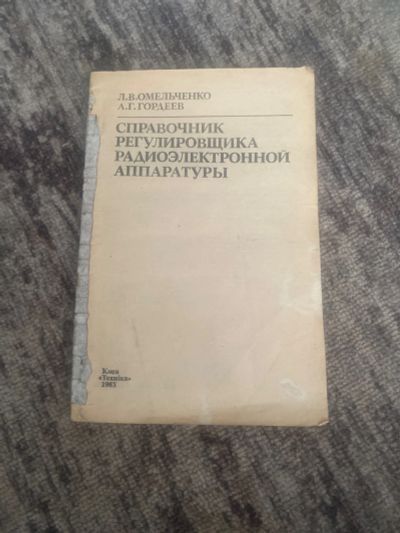 Л.В.ОМЕЛЬЧЕНКО
А.Г.ГОРДЕЕВ
СПРАВОЧНИК
РЕГУЛИРОВЩИКА
РАДИОЭЛЕКТРОННОЙ
АППАРАТУРЫ
Киев
«Техніка»
1985